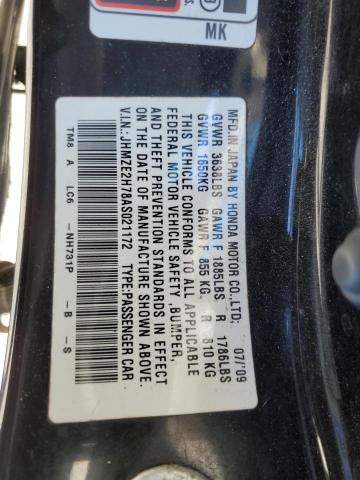 MK
MFD.IN JAPAN BY HONDA MOTOR CO.,LTD; 07/'09
GVWR 3638LBS GAWR F 1885LBS R 1786LBS
GVWR 1650KG GAWR F 855 KG. R 810 KG
THIS VEHICLE CONFORMS TO ALL APPLICABLE
FEDERAL MOTOR VEHICLE SAFETY ,BUMPER,
AND THEFT PREVENTION STANDARDS IN EFFECT
ON THE DATE OF MANUFACTURE SHOWN ABOVE.
V.I.N.: JHMZE2H78AS021172 TYPE:PASSENGER CAR
TM8 A LC6 -NH731P -B -S